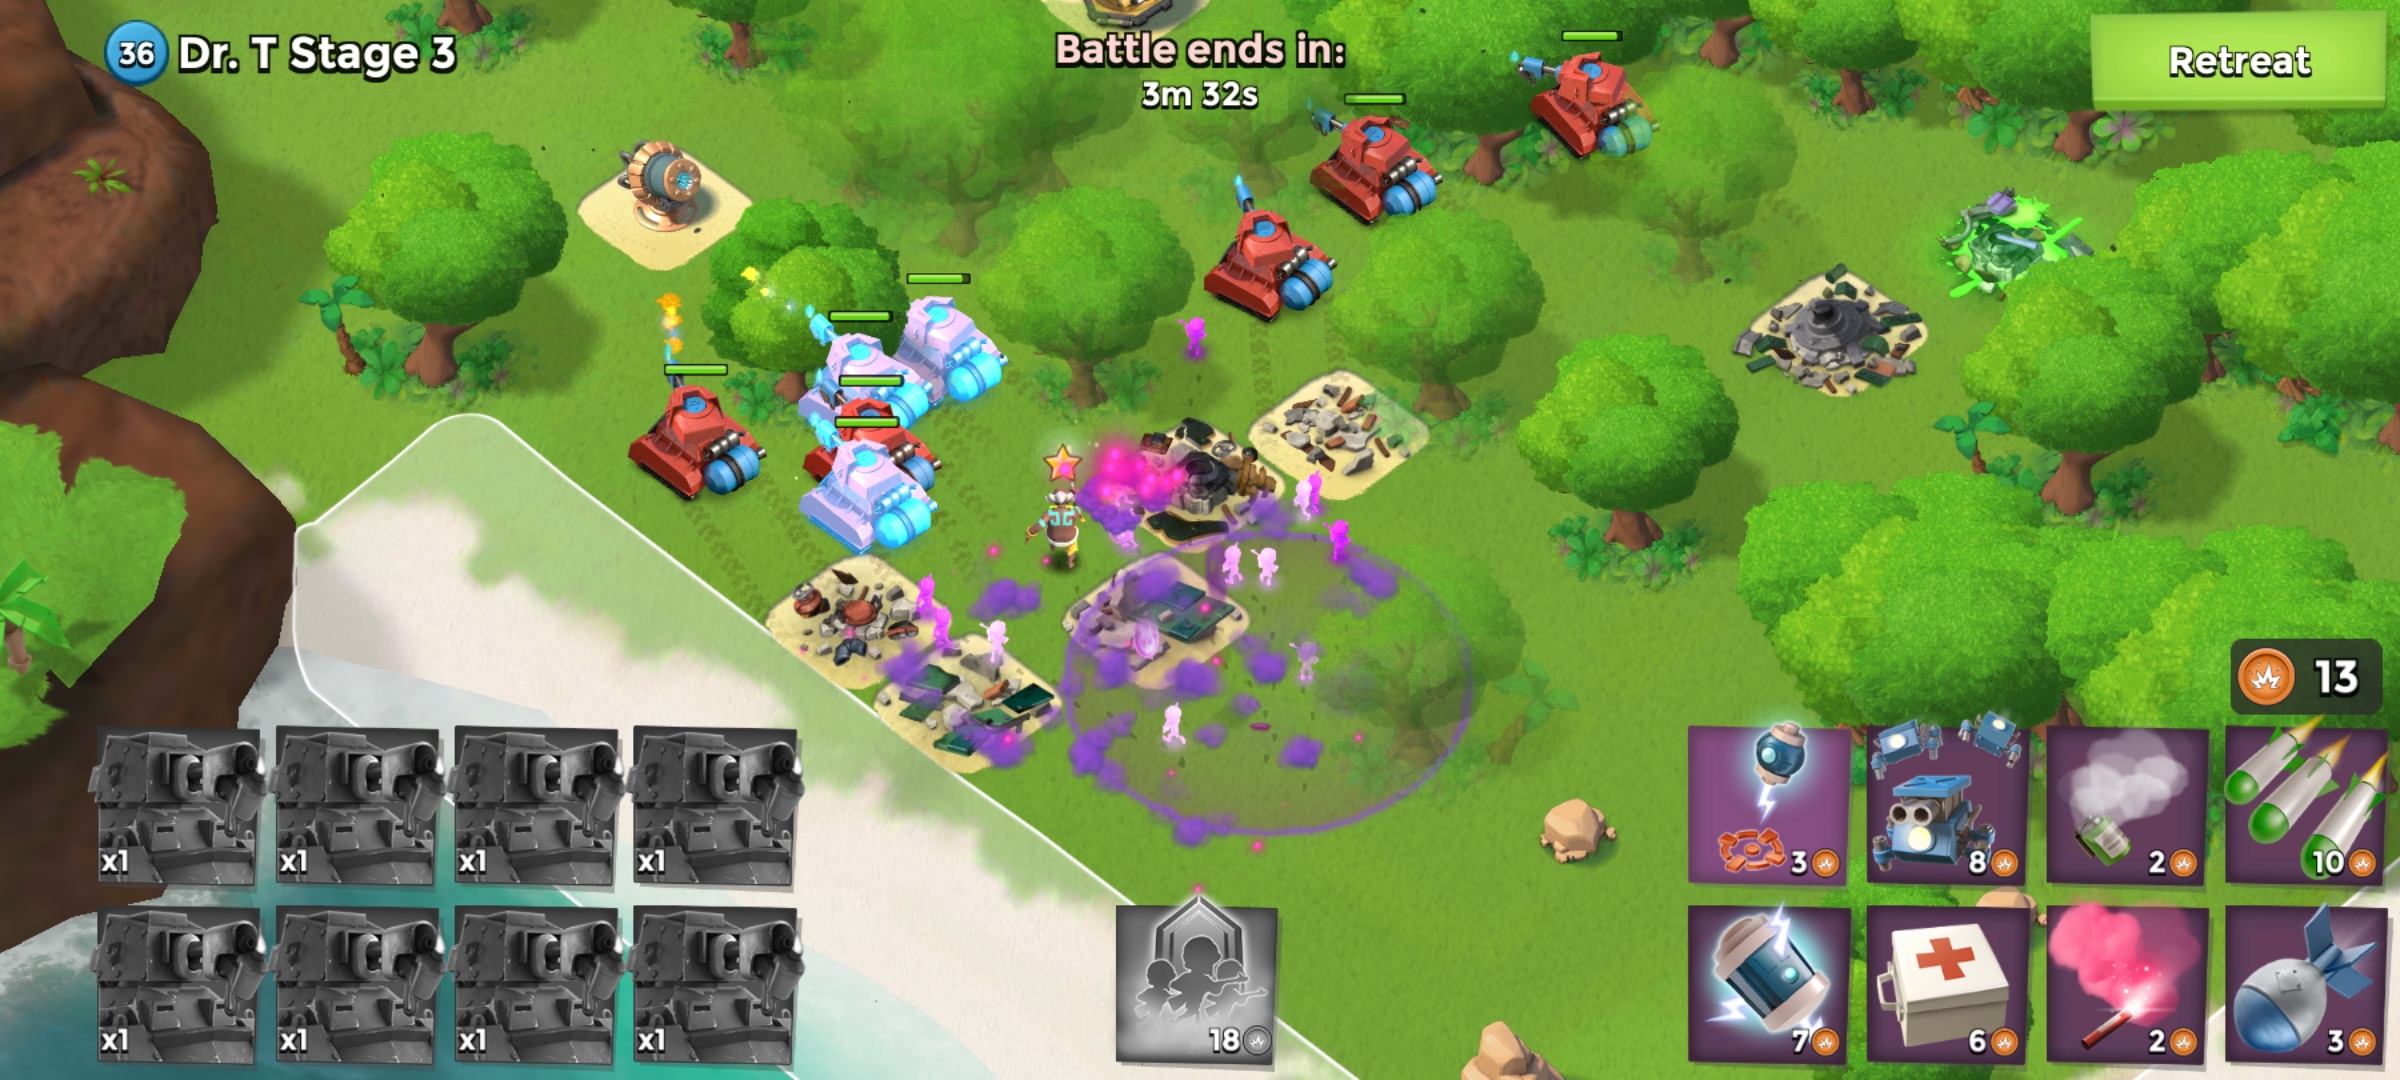 36 Dr. T Stage 3
Battle ends in:
3m 32s
Retreat
52
13
x1 x1 x1 x1
3 8 2 10
x1 x1 x1 x1
18
7 6 2 3